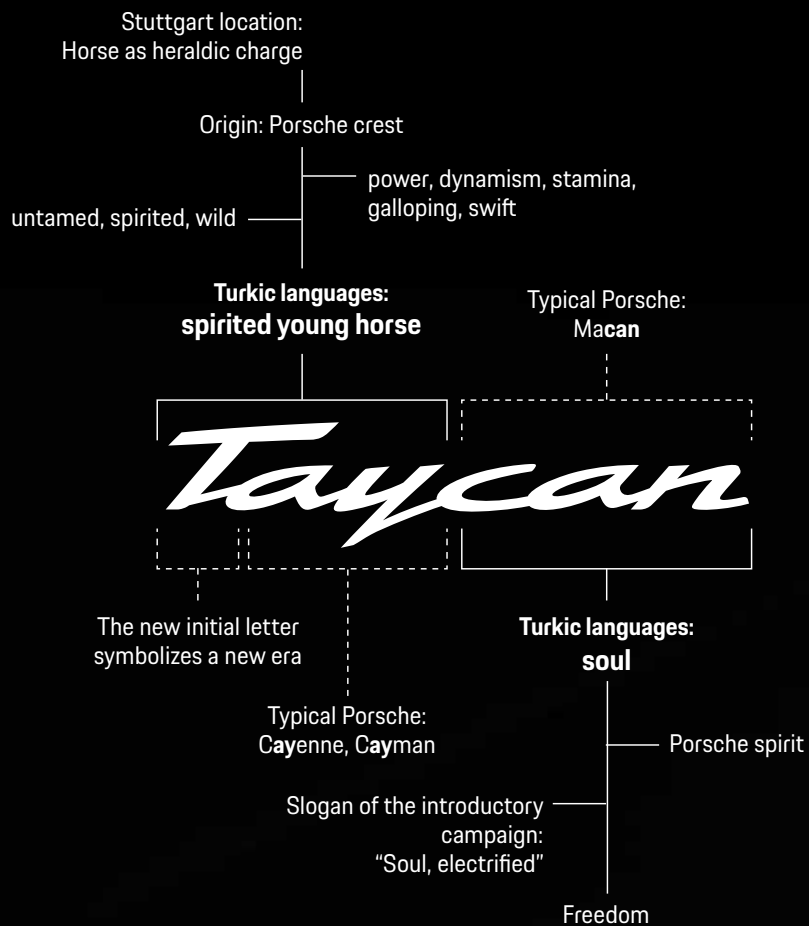 Stuttgart location:
Horse as heraldic charge
Origin: Porsche crest
power, dynamism, stamina,
galloping, swift
untamed, spirited, wild
Turkic languages:
spirited young horse
Typical Porsche:
Macan
Taycan
The new initial letter
symbolizes a new era
Typical Porsche:
Cayenne, Cayman
Turkic languages:
soul
Porsche spirit
Slogan of the introductory
campaign:
“Soul, electrified”
Freedom